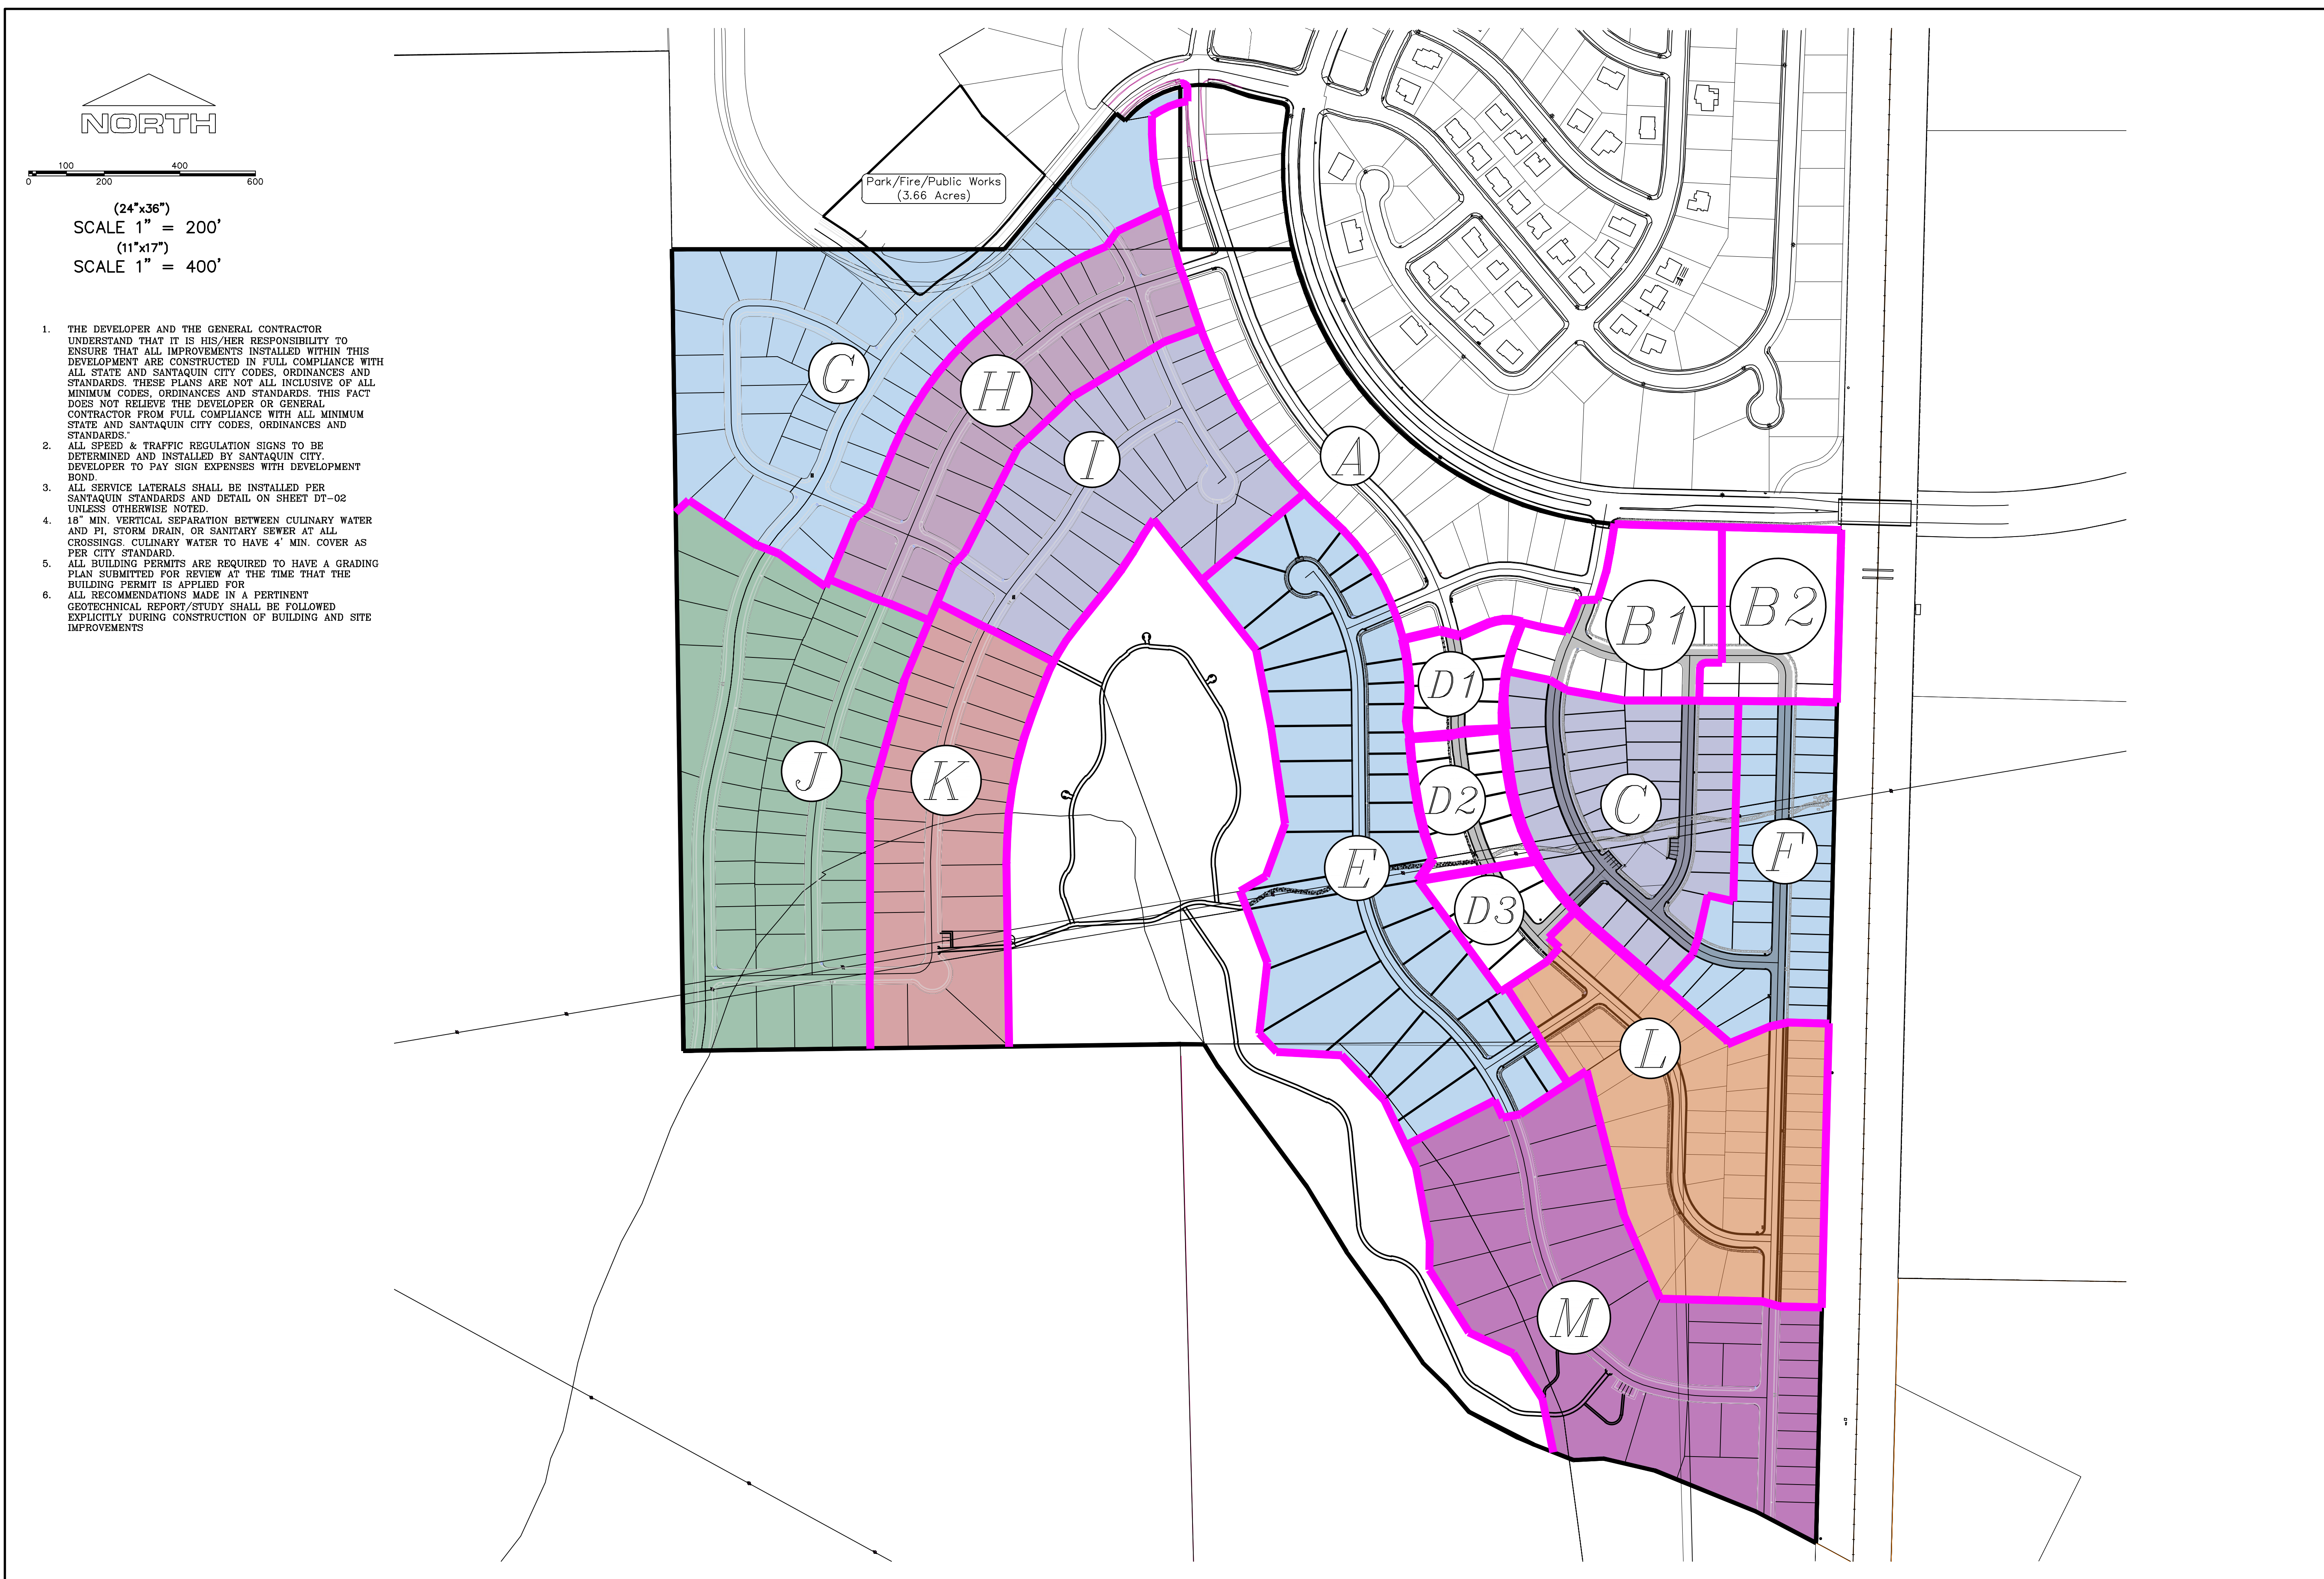 NORTH
100 400
0 200 600
(24"x36")
SCALE 1" = 200'
(11"x17")
SCALE 1" = 400'
1. THE DEVELOPER AND THE GENERAL CONTRACTOR
UNDERSTAND THAT IT IS HIS/HER RESPONSIBILITY TO
ENSURE THAT ALL IMPROVEMENTS INSTALLED WITHIN THIS
DEVELOPMENT ARE CONSTRUCTED IN FULL COMPLIANCE WITH
ALL STATE AND SANTAQUIN CITY CODES, ORDINANCES AND
STANDARDS. THESE PLANS ARE NOT ALL INCLUSIVE OF ALL
MINIMUM CODES, ORDINANCES AND STANDARDS. THIS FACT
DOES NOT RELIEVE THE DEVELOPER OR GENERAL
CONTRACTOR FROM FULL COMPLIANCE WITH ALL MINIMUM
STATE AND SANTAQUIN CITY CODES, ORDINANCES AND
STANDARDS."
2. ALL SPEED & TRAFFIC REGULATION SIGNS TO BE
DETERMINED AND INSTALLED BY SANTAQUIN CITY.
DEVELOPER TO PAY SIGN EXPENSES WITH DEVELOPMENT
BOND.
3. ALL SERVICE LATERALS SHALL BE INSTALLED PER
SANTAQUIN STANDARDS AND DETAIL ON SHEET DT-02
UNLESS OTHERWISE NOTED.
4. 18" MIN. VERTICAL SEPARATION BETWEEN CULINARY WATER
AND PI, STORM DRAIN, OR SANITARY SEWER AT ALL
CROSSINGS. CULINARY WATER TO HAVE 4' MIN. COVER AS
PER CITY STANDARD.
5. ALL BUILDING PERMITS ARE REQUIRED TO HAVE A GRADING
PLAN SUBMITTED FOR REVIEW AT THE TIME THAT THE
BUILDING PERMIT IS APPLIED FOR
6. ALL RECOMMENDATIONS MADE IN A PERTINENT
GEOTECHNICAL REPORT/STUDY SHALL BE FOLLOWED
EXPLICITLY DURING CONSTRUCTION OF BUILDING AND SITE
IMPROVEMENTS
Park/Fire/Public Works
(3.66 Acres)
G
H
I
A
B1
B2
D1
J
K
D2
C
E
F
D3
L
M